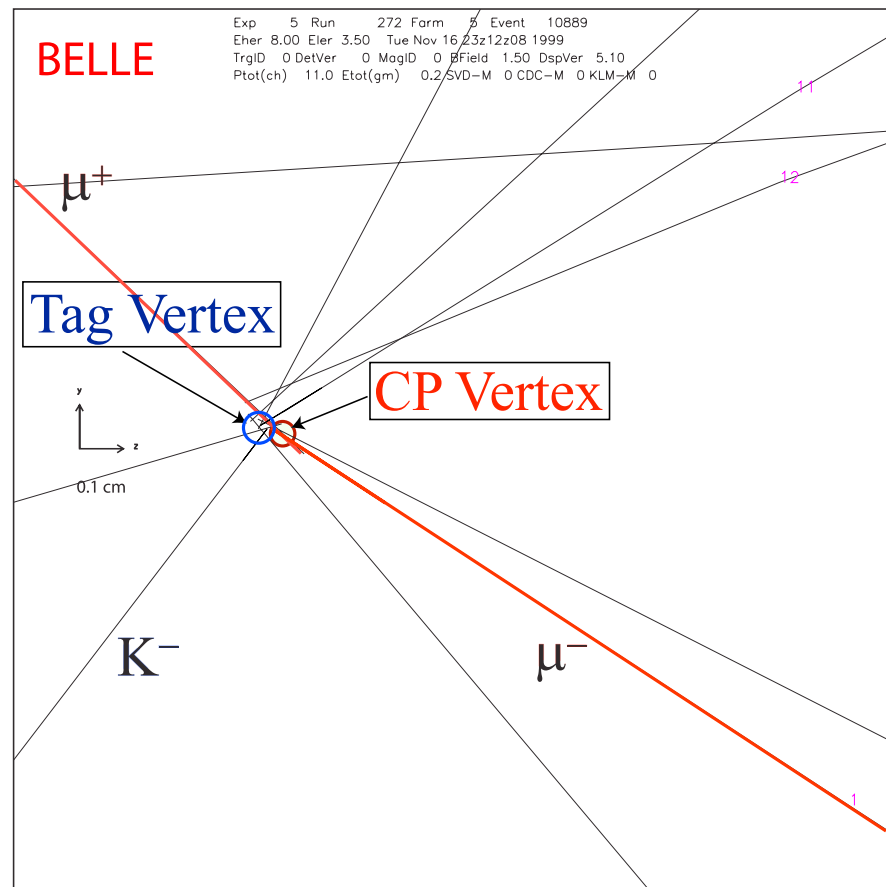 Exp 5 Run 272 Farm 5 Event 10889
BELLE
Eher 8.00 Eler 3.50 Tue Nov 16 23z12z08 1999
TrgID 0 DetVer 0 MagID 0 BField 1.50 DspVer 5.10
Ptot(ch) 11.0 Etot(gm) 0.2 SVD-M 0 CDC-M 0 KLM-M 0
11
12
μ+
Tag Vertex
CP Vertex
y
z
0.1 cm
K−
μ−
1